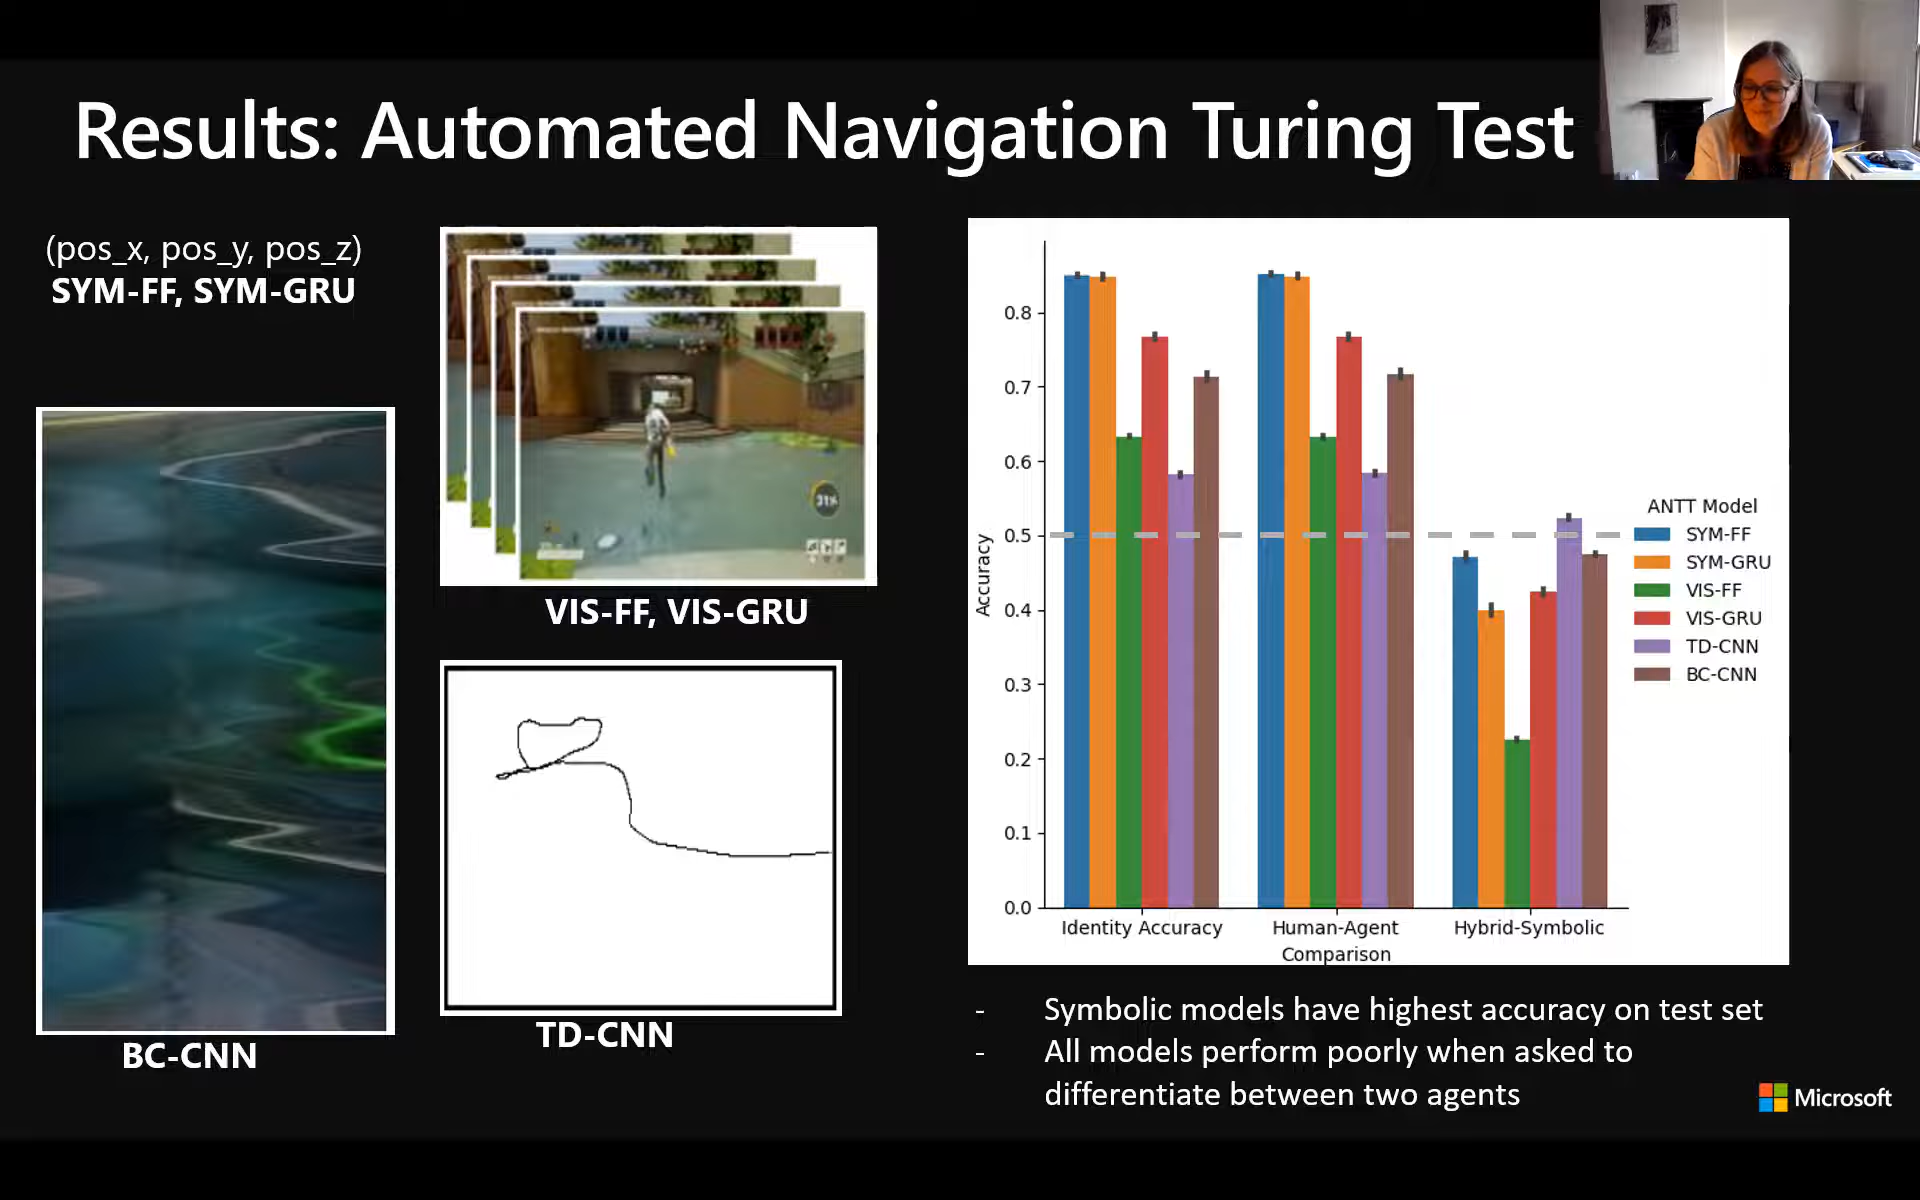 Results: Automated Navigation Turing Test
(pos_x, pos_y, pos_z)
SYM-FF, SYM-GRU
31%
VIS-FF, VIS-GRU
BC-CNN
TD-CNN
Accuracy
0.8
0.7
0.6
0.5
0.4
0.3
0.2
0.1
0.0
Identity Accuracy
Human-Agent
Hybrid-Symbolic
Comparison
ANTT Model
SYM-FF
SYM-GRU
VIS-FF
VIS-GRU
TD-CNN
BC-CNN
- Symbolic models have highest accuracy on test set
- All models perform poorly when asked to
differentiate between two agents
Microsoft